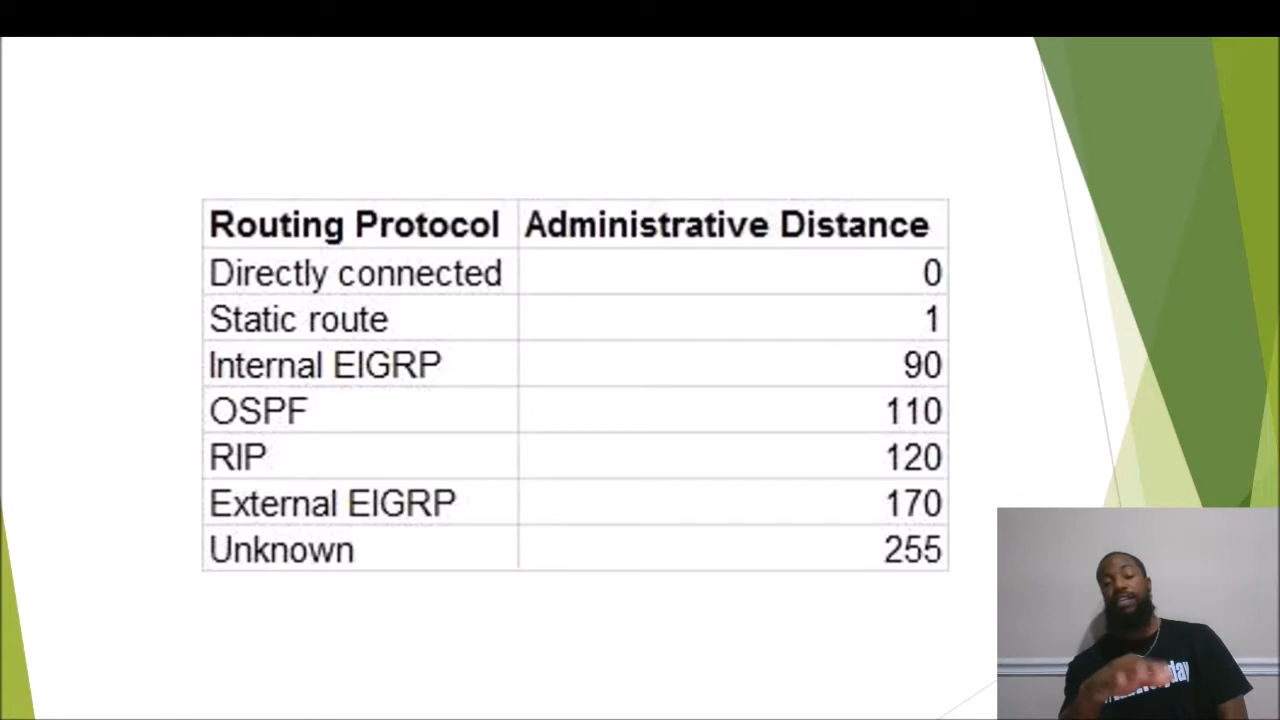 Routing Protocol Administrative Distance
Directly connected 0
Static route 1
Internal EIGRP 90
OSPF 110
RIP 120
External EIGRP 170
Unknown 255